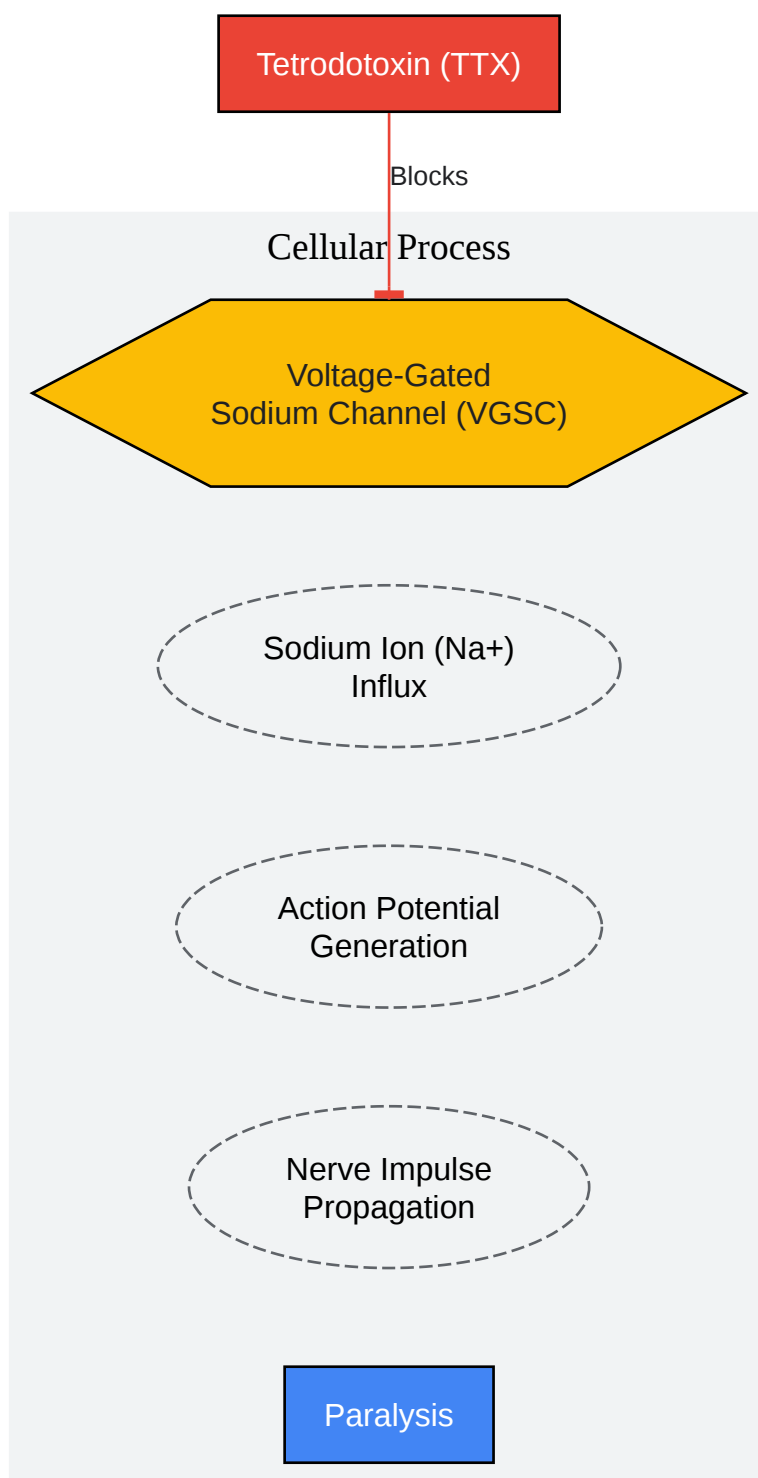 Tetrodotoxin (TTX)
Blocks
Cellular Process
Voltage-Gated
Sodium Channel (VGSC)
Sodium Ion (Na+)
Influx
Action Potential
Generation
Nerve Impulse
Propagation
Paralysis